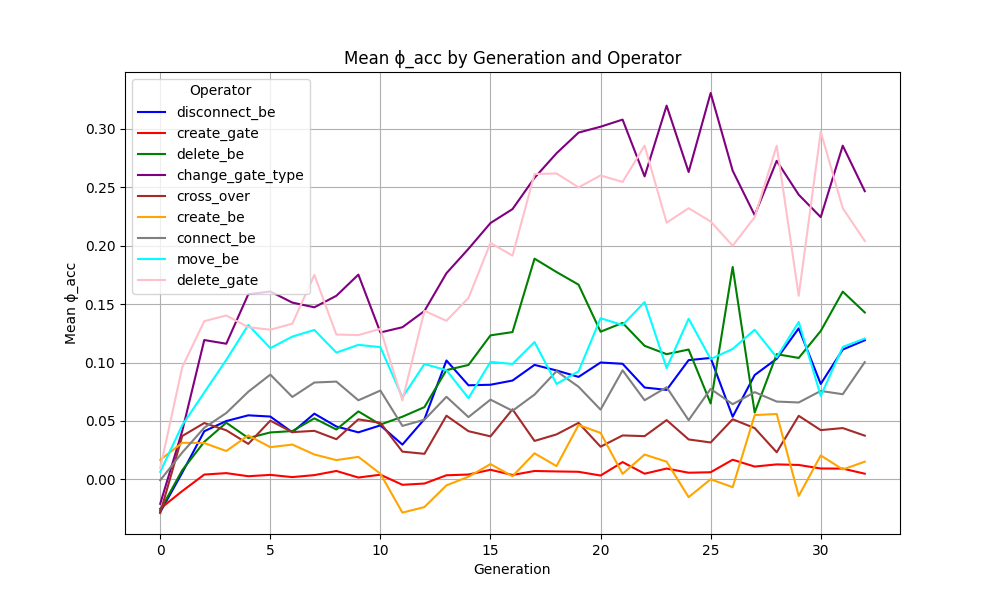 Mean ϕ_acc by Generation and Operator
Operator
disconnect_be
create_gate
delete_be
change_gate_type
cross_over
create_be
connect_be
move_be
delete_gate
Mean ϕ_acc
0.30
0.25
0.20
0.15
0.10
0.05
0.00
0
5
10
15
20
25
30
Generation